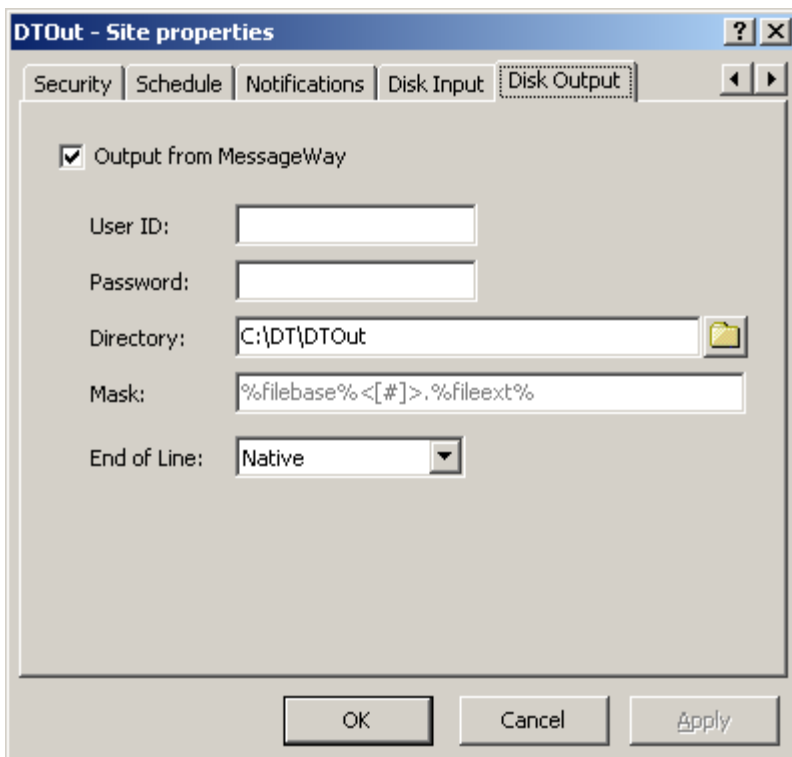 DTOut - Site properties
Security Schedule Notifications Disk Input Disk Output
Output from MessageWay
User ID:
Password:
Directory: C:\DT\DTOut
Mask: %filebase%<[#]>.%fileext%
End of Line: Native
OK Cancel Apply